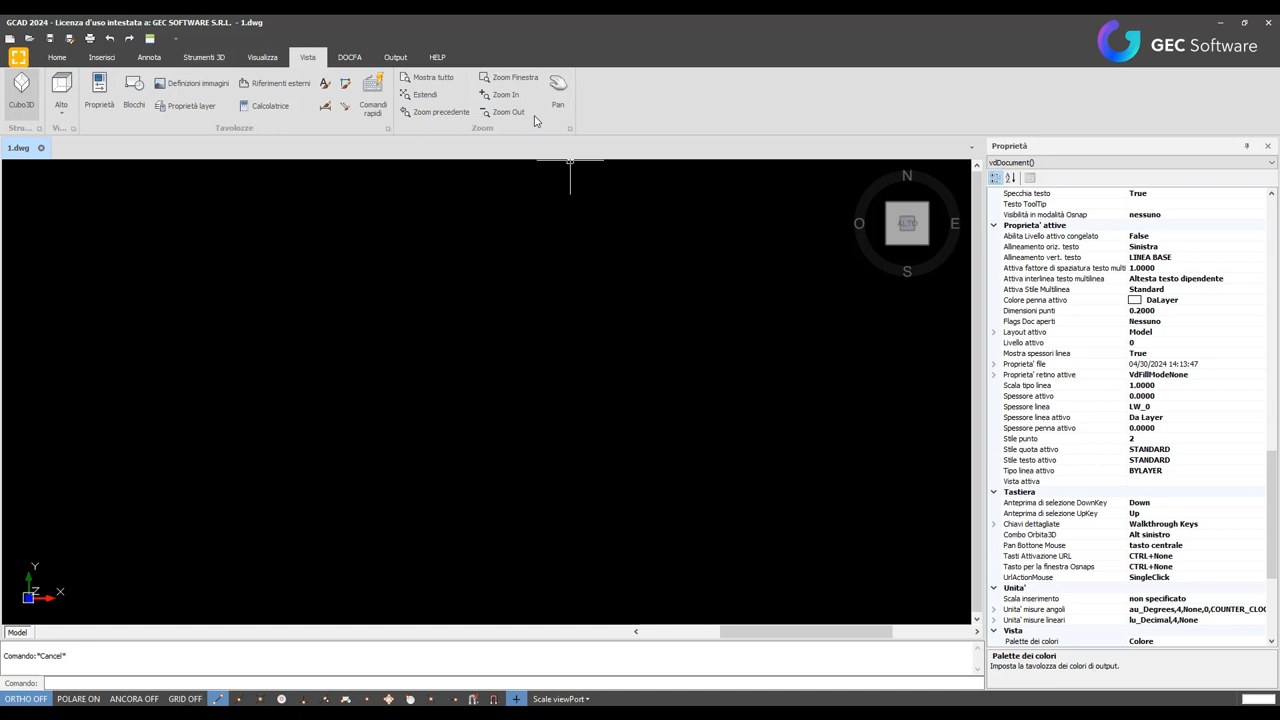 GCAD 2024 - Licenza d'uso intestata a: GEC SOFTWARE S.R.L. - 1.dwg
GEC Software
Home Inserisci Annota Strumenti 3D Visualizza Vista DOCFA Output HELP
Cubo3D
Alto
Proprietà
Blocchi
Definizioni immagini
Proprietà layer
Riferimenti esterni
Calcolatrice
Comandi rapidi
Mostra tutto
Estendi
Zoom precedente
Zoom Finestra
Zoom In
Zoom Out
Pan
Stru... Vi... Tavolozze Zoom
1.dwg
N
O
ALTO
E
S
Y
Z
X
Model
Comando:*Cancel*
Comando:
Proprietà
vdDocument()
Specchia testo True
Testo ToolTip
Visibilità in modalità Osnap nessuno
Proprieta' attive
Abilita Livello attivo congelato False
Allineamento oriz. testo Sinistra
Allineamento vert. testo LINEA BASE
Attiva fattore di spaziatura testo multi 1.0000
Attiva interlinea testo multilinea Altesta testo dipendente
Attiva Stile Multilinea Standard
Colore penna attivo DaLayer
Dimensioni punti 0.2000
Flags Doc aperti Nessuno
Layout attivo Model
Livello attivo 0
Mostra spessori linea True
Proprieta' file 04/30/2024 14:13:47
Proprieta' retino attive VdFillModeNone
Scala tipo linea 1.0000
Spessore attivo 0.0000
Spessore linea LW_0
Spessore linea attivo Da Layer
Spessore penna attivo 0.0000
Stile punto 2
Stile quota attivo STANDARD
Stile testo attivo STANDARD
Tipo linea attivo BYLAYER
Vista attiva
Tastiera
Anteprima di selezione DownKey Down
Anteprima di selezione UpKey Up
Chiavi dettagliate Walkthrough Keys
Combo Orbita3D Alt sinistro
Pan Bottone Mouse tasto centrale
Tasti Attivazione URL CTRL+None
Tasto per la finestra Osnaps CTRL+None
UrlActionMouse SingleClick
Unita'
Scala inserimento non specificato
Unita' misure angoli au_Degrees,4,None,0,COUNTER_CLO
Unita' misure lineari lu_Decimal,4,None
Vista
Palette dei colori Colore
Palette dei colori
Imposta la tavolozza dei colori di output.
ORTHO OFF POLARE ON ANCORA OFF GRID OFF Scale viewPort